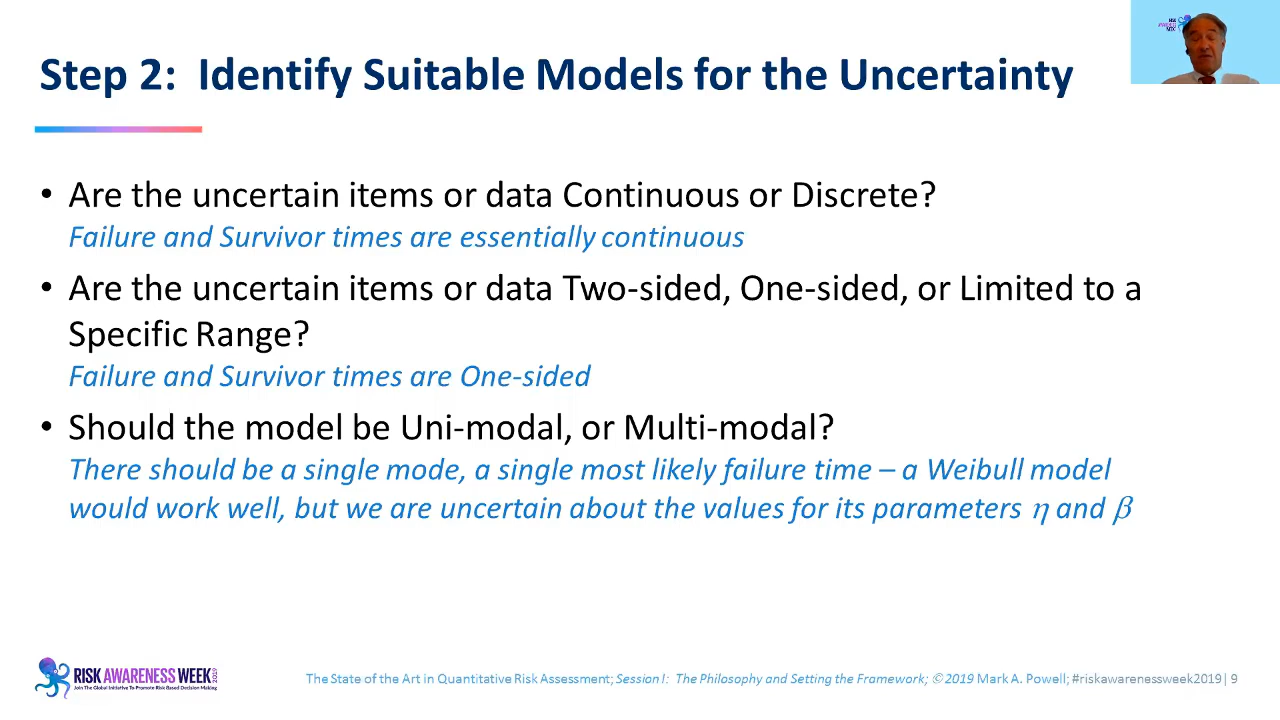 Step 2: Identify Suitable Models for the Uncertainty
• Are the uncertain items or data Continuous or Discrete?
Failure and Survivor times are essentially continuous
• Are the uncertain items or data Two-sided, One-sided, or Limited to a
Specific Range?
Failure and Survivor times are One-sided
• Should the model be Uni-modal, or Multi-modal?
There should be a single mode, a single most likely failure time – a Weibull model
would work well, but we are uncertain about the values for its parameters η and β
RISK AWARENESS WEEK 2019
Join The Global Initiative To Promote Risk Based Decision Making
The State of the Art in Quantitative Risk Assessment; Session I: The Philosophy and Setting the Framework; © 2019 Mark A. Powell; #riskawarenessweek2019| 9